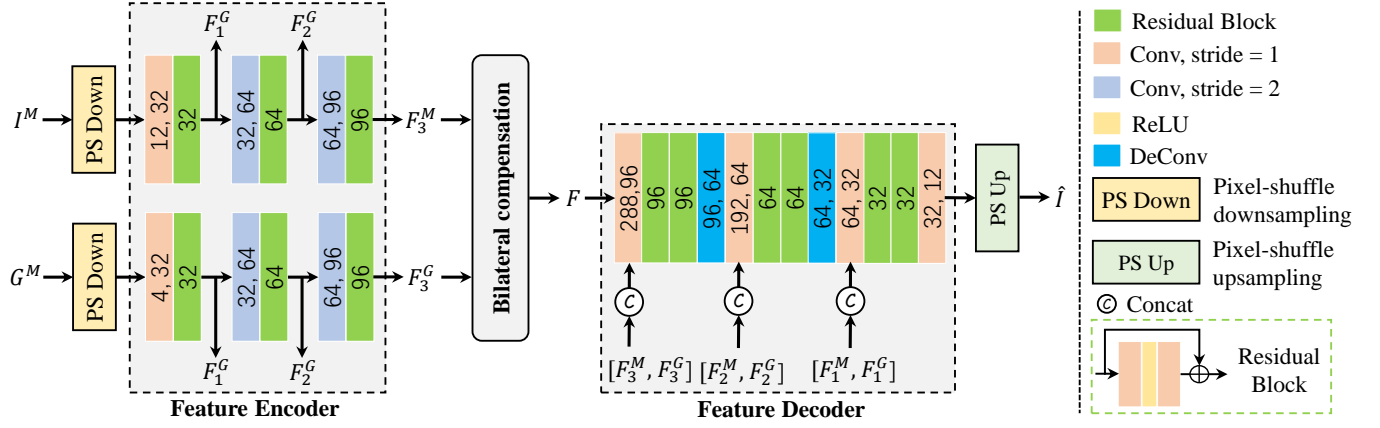 F_1^G
F_2^G
I^M
PS Down
12, 32
32
32, 64
64
64, 96
96
F_3^M
G^M
PS Down
4, 32
32
32, 64
64
64, 96
96
F_3^G
F_1^G
F_2^G
Feature Encoder
Bilateral compensation
F
288,96
96
96
96, 64
192, 64
64
64
64, 32
64, 32
32
32
32, 12
C
C
C
[F_3^M, F_3^G]
[F_2^M, F_2^G]
[F_1^M, F_1^G]
Feature Decoder
PS Up
Î
Residual Block
Conv, stride = 1
Conv, stride = 2
ReLU
DeConv
PS Down
Pixel-shuffle
downsampling
PS Up
Pixel-shuffle
upsampling
C Concat
Residual
Block